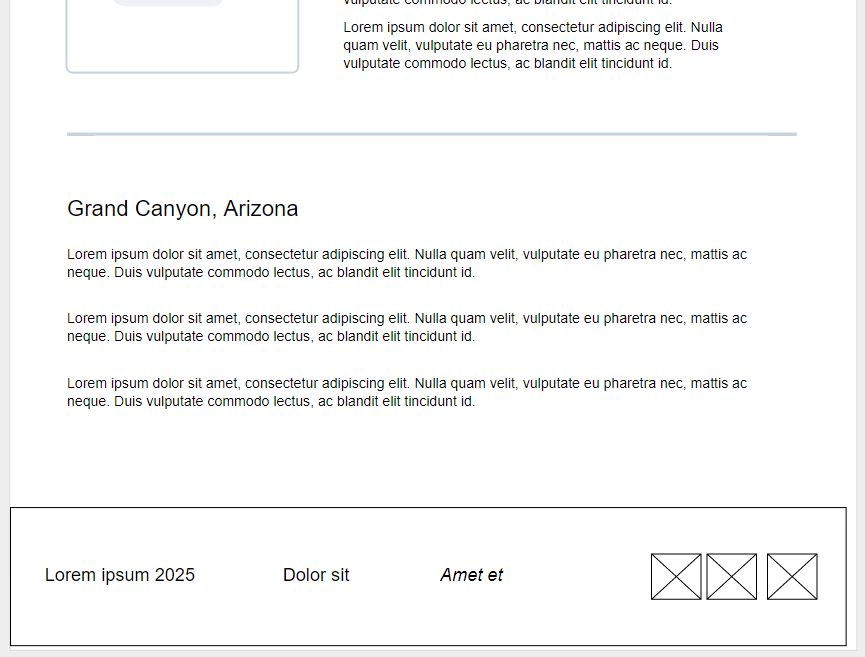 Lorem ipsum dolor sit amet, consectetur adipiscing elit. Nulla
quam velit, vulputate eu pharetra nec, mattis ac neque. Duis
vulputate commodo lectus, ac blandit elit tincidunt id.
Grand Canyon, Arizona
Lorem ipsum dolor sit amet, consectetur adipiscing elit. Nulla quam velit, vulputate eu pharetra nec, mattis ac
neque. Duis vulputate commodo lectus, ac blandit elit tincidunt id.
Lorem ipsum dolor sit amet, consectetur adipiscing elit. Nulla quam velit, vulputate eu pharetra nec, mattis ac
neque. Duis vulputate commodo lectus, ac blandit elit tincidunt id.
Lorem ipsum dolor sit amet, consectetur adipiscing elit. Nulla quam velit, vulputate eu pharetra nec, mattis ac
neque. Duis vulputate commodo lectus, ac blandit elit tincidunt id.
Lorem ipsum 2025
Dolor sit
Amet et